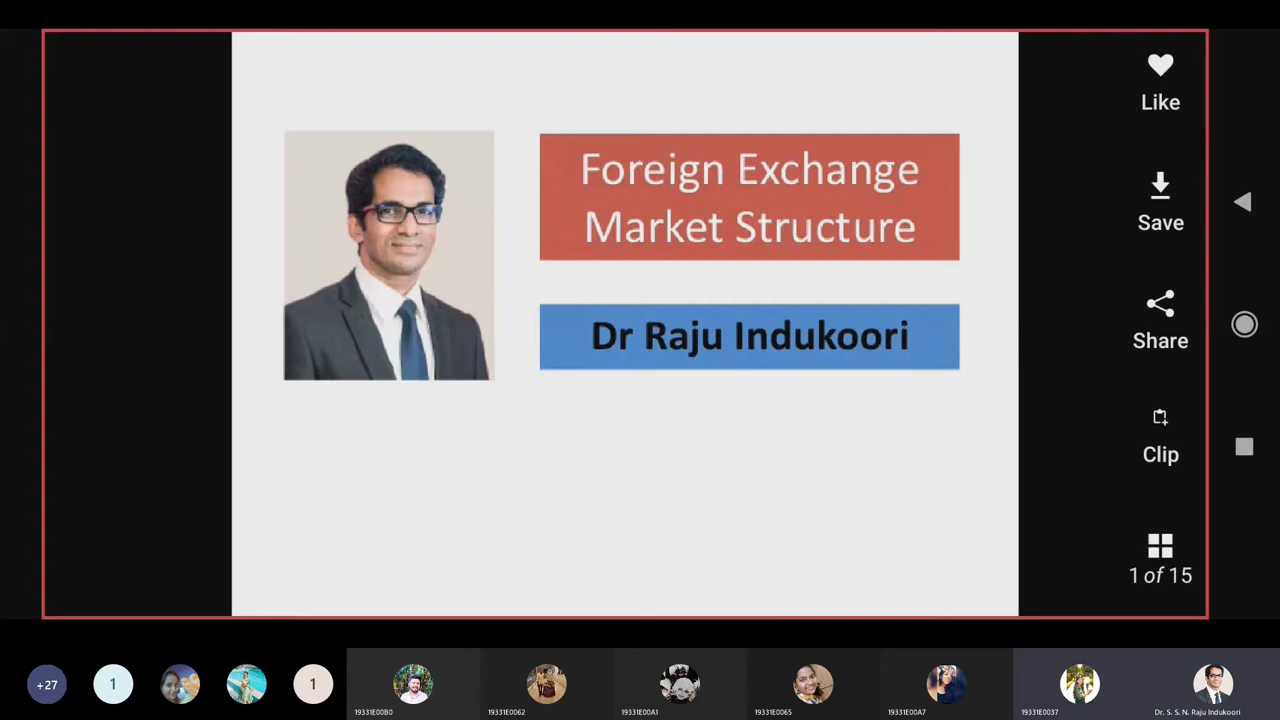 Foreign Exchange
Market Structure
Dr Raju Indukoori
Like
Save
Share
Clip
1 of 15
+27
1
1
19331E00B0
19331E0062
19331E00A1
19331E0065
19331E00A7
19331E0037
Dr. S. S. N. Raju Indukoori